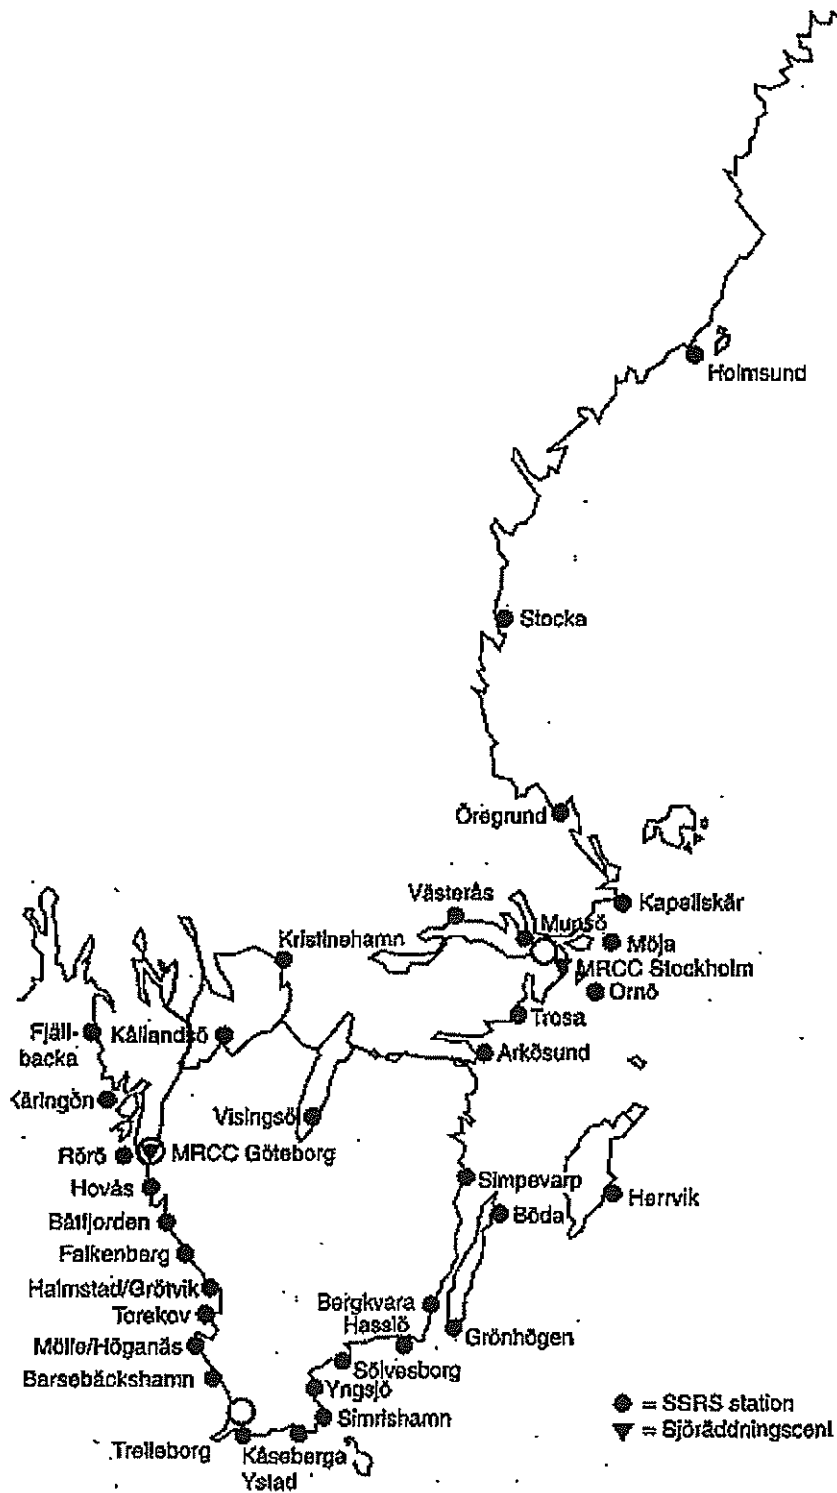 Holmsund
Stocka
Öregrund
Västerås
Kapellskär
Kristinehamn
Munsö
Möja
MRCC Stockholm
Ornö
Trosa
Fjäll-
backa
Kållandsö
Arkösund
Käringön
Visingsö
Rörö
MRCC Göteborg
Hovås
Simpevarp
Herrvik
Böda
Båtfjorden
Falkenberg
Halmstad/Grötvik
Torekov
Bergkvara
Hasslö
Grönhögen
Mölle/Höganäs
Sölvesborg
Barsebäckshamn
Yngsjö
Simrishamn
Trelleborg
Kåseberga
Ystad
= SSRS station
= Sjöräddningscent